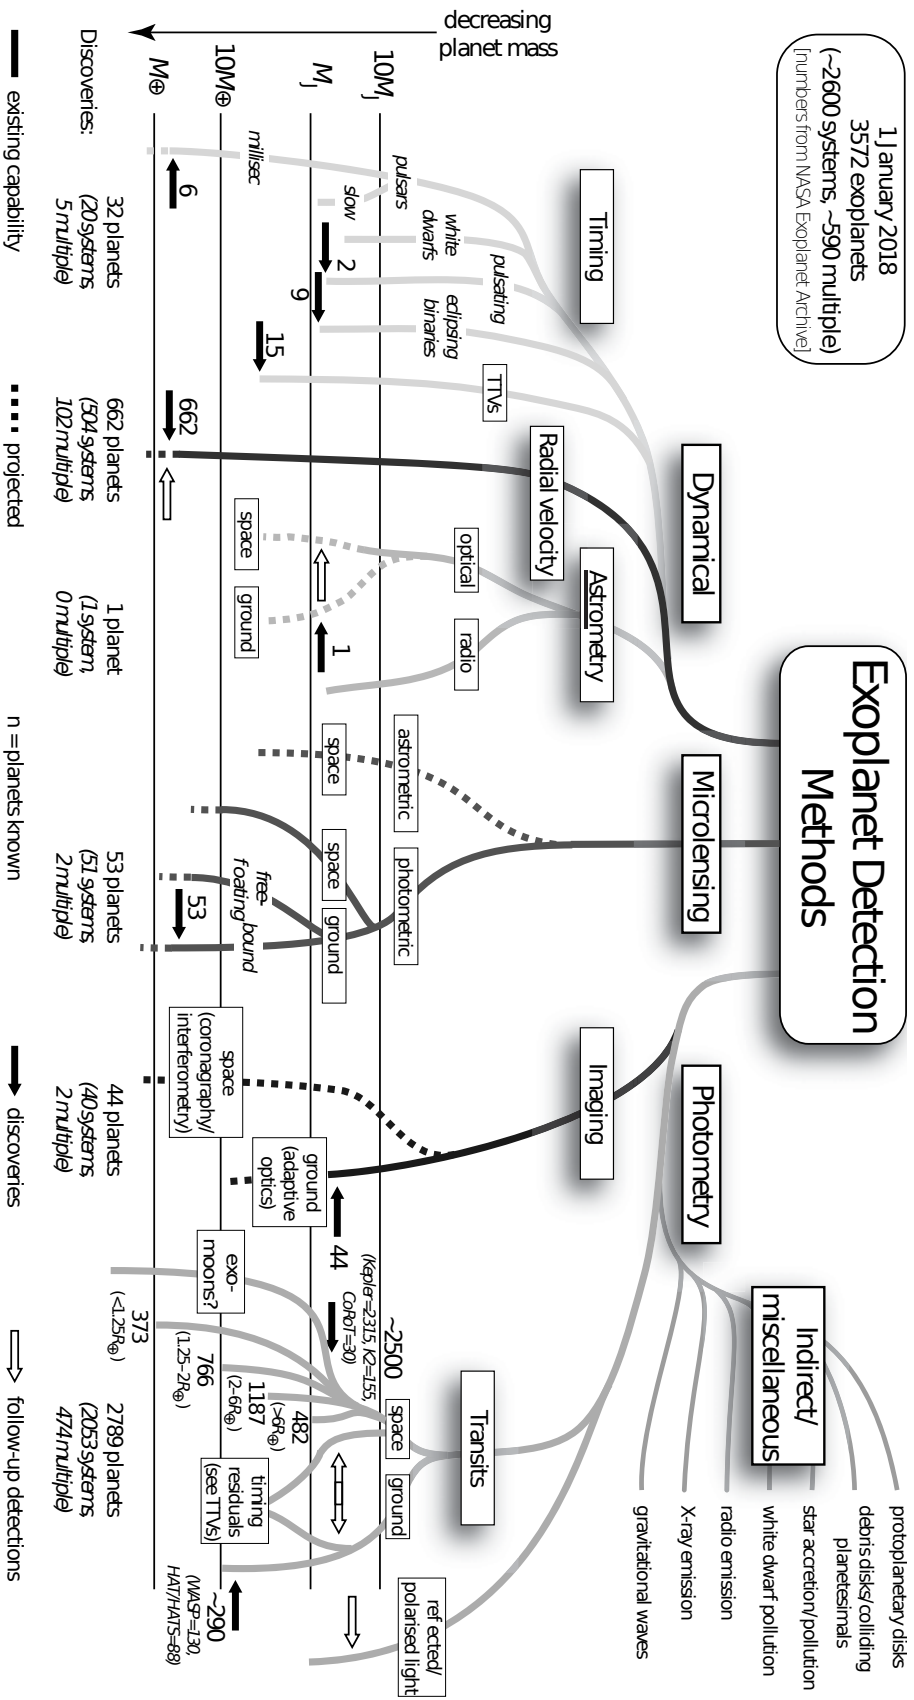 Exoplanet Detection
Methods
1 January 2018
3572 exoplanets
(~2600 systems, ~590 multiple)
[numbers from NASA Exoplanet Archive]
Dynamical
Microlensing
Photometry
Indirect/
miscellaneous
protoplanetary disks
debris disks/colliding
planetesimals
star accretion/pollution
white dwarf pollution
radio emission
X-ray emission
gravitational waves
Timing
Astrometry
Imaging
Radial velocity
Transits
decreasing
planet mass
pulsars
slow
millisec
white
dwarfs
pulsating
eclipsing
binaries
TTVs
optical
radio
astrometric
photometric
space
ground
ref ected/
polarised light
10MJ
MJ
10M⊕
M⊕
space
ground
space
space
ground
free-
foating
bound
space
(coronagraphy/
interferometry)
ground
(adaptive
optics)
exo-
moons?
timing
residuals
(see TTVs)
6
2
9
15
662
1
53
44
~2500
(Kepler=2315, K2=155,
CoRoT=30)
482
(>6R⊕)
1187
(2–6R⊕)
766
(1.25–2R⊕)
373
(<1.25R⊕)
~290
(WASP=130,
HAT/HATS=88)
Discoveries:
32 planets
(20 systems,
5 multiple)
662 planets
(504 systems,
102 multiple)
1 planet
(1 system,
0 multiple)
53 planets
(51 systems,
2 multiple)
44 planets
(40 systems,
2 multiple)
2789 planets
(2053 systems,
474 multiple)
existing capability
projected
n = planets known
discoveries
follow-up detections